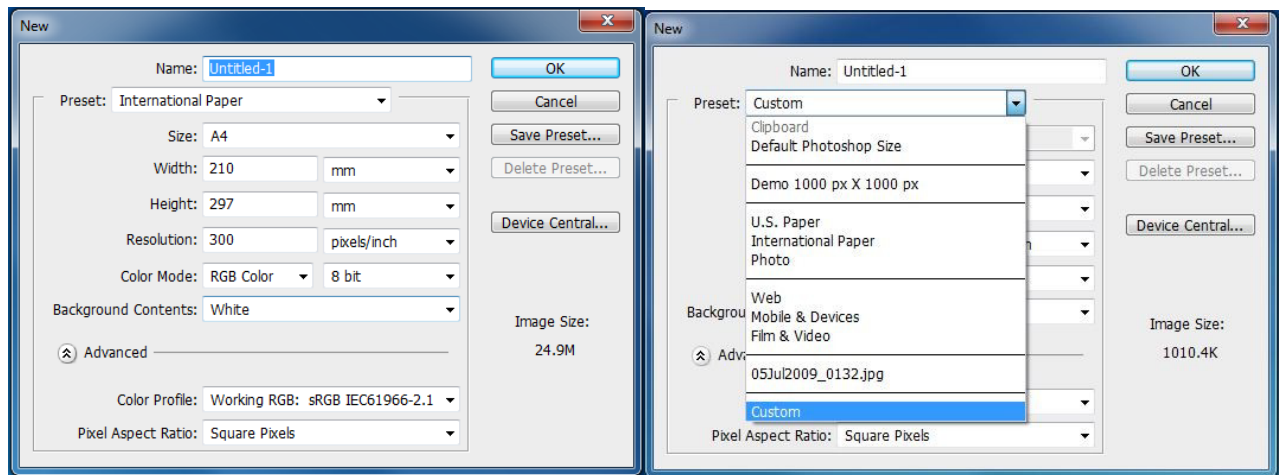 New
Name: Untitled-1
OK
Preset: International Paper
Cancel
Size: A4
Save Preset...
Width: 210 mm
Delete Preset...
Height: 297 mm
Device Central...
Resolution: 300 pixels/inch
Color Mode: RGB Color 8 bit
Background Contents: White
Image Size:
24.9M
Advanced
Color Profile: Working RGB: sRGB IEC61966-2.1
Pixel Aspect Ratio: Square Pixels
New
Name: Untitled-1
OK
Preset: Custom
Cancel
Clipboard
Default Photoshop Size
Save Preset...
Delete Preset...
Demo 1000 px X 1000 px
U.S. Paper
Device Central...
International Paper
Photo
Web
Mobile & Devices
Film & Video
Image Size:
1010.4K
05Jul2009_0132.jpg
Custom
Pixel Aspect Ratio: Square Pixels